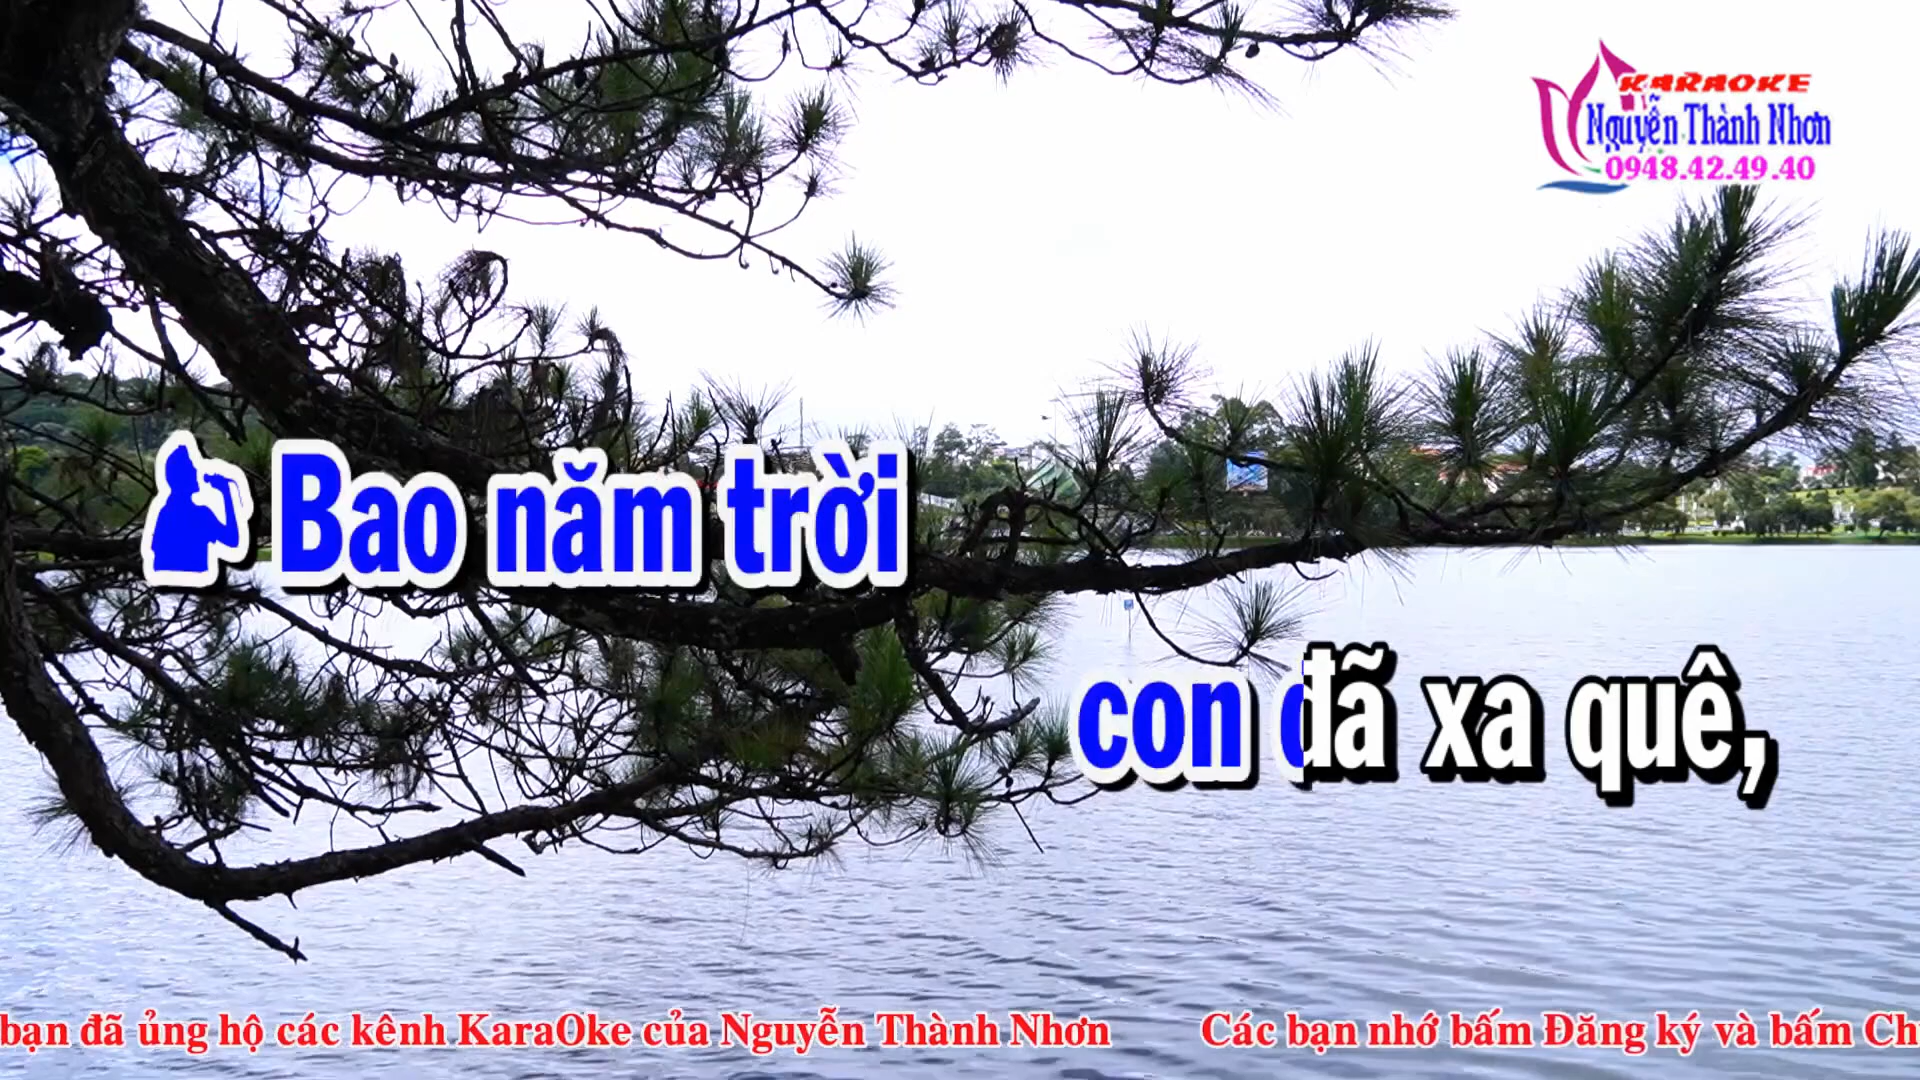 KARAOKE
Nguyễn Thành Nhơn
0948.42.49.40
Bao năm trời
con đã xa quê,
bạn đã ủng hộ các kênh KaraOke của Nguyễn Thành Nhơn Các bạn nhớ bấm Đăng ký và bấm Ch